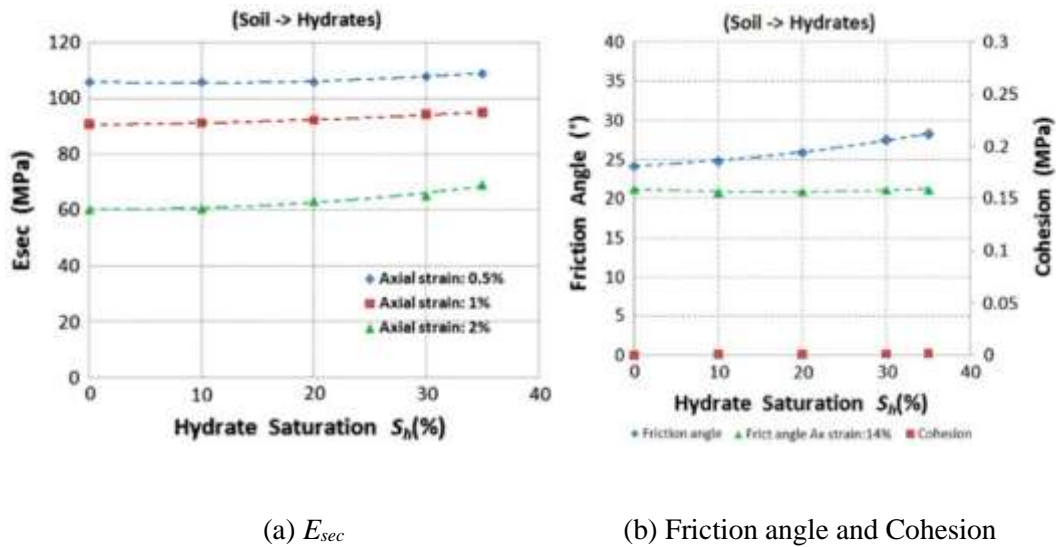 (Soil -> Hydrates)
120
100
80
60
40
20
0
Esec (MPa)
Axial strain: 0.5%
Axial strain: 1%
Axial strain: 2%
0 10 20 30 40
Hydrate Saturation Sh(%)
(Soil -> Hydrates)
40
35
30
25
20
15
10
5
0
Friction Angle (°)
0.3
0.25
0.2
0.15
0.1
0.05
0
Cohesion (MPa)
0 10 20 30 40
Hydrate Saturation Sh(%)
Friction angle Frict angle Ax strain:14% Cohesion
(a) Esec (b) Friction angle and Cohesion